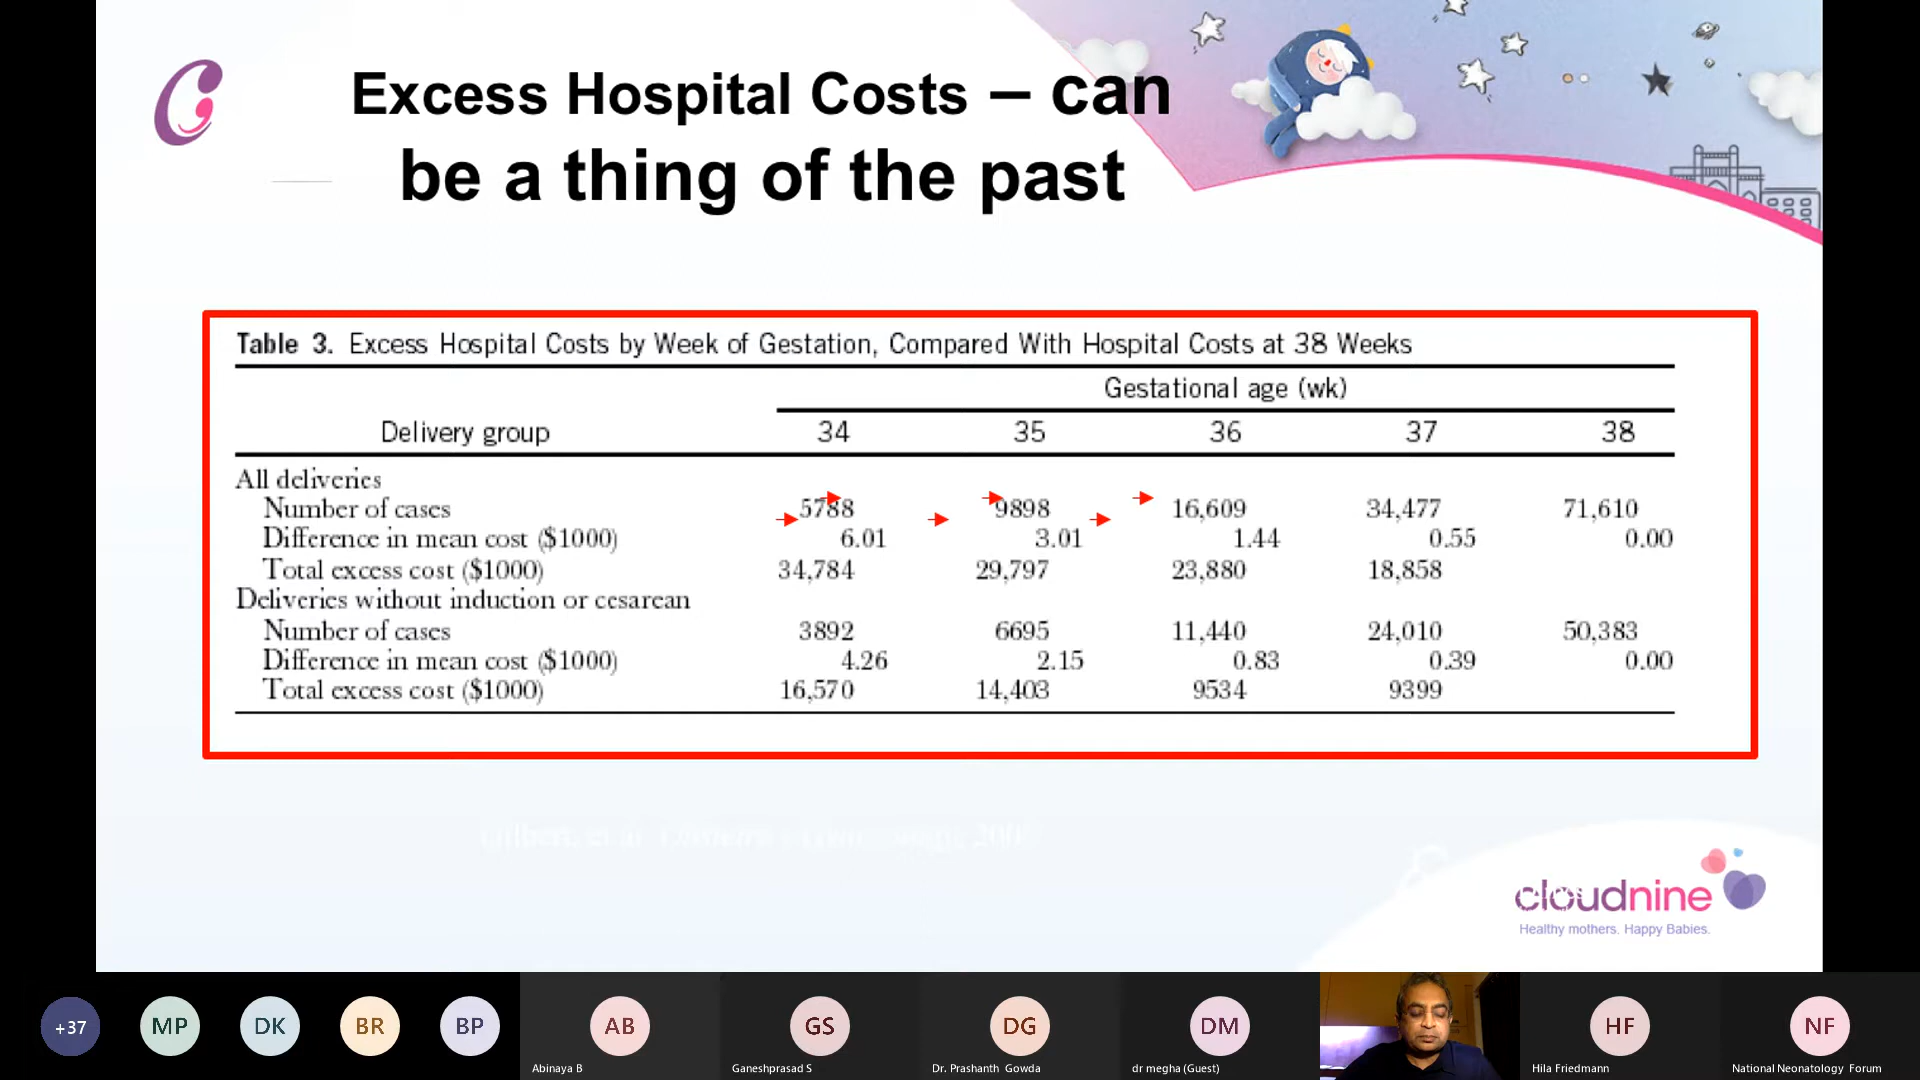 Excess Hospital Costs – can
be a thing of the past
Table 3. Excess Hospital Costs by Week of Gestation, Compared With Hospital Costs at 38 Weeks
Gestational age (wk)
Delivery group 34 35 36 37 38
All deliveries
Number of cases 5788 9898 16,609 34,477 71,610
Difference in mean cost ($1000) 6.01 3.01 1.44 0.55 0.00
Total excess cost ($1000) 34,784 29,797 23,880 18,858
Deliveries without induction or cesarean
Number of cases 3892 6695 11,440 24,010 50,383
Difference in mean cost ($1000) 4.26 2.15 0.83 0.39 0.00
Total excess cost ($1000) 16,570 14,403 9534 9399
cloudnine
Healthy mothers. Happy Babies.
+37 MP DK BR BP AB GS DG DM HF NF
Abinaya B Ganeshprasad S Dr. Prashanth Gowda dr megha (Guest) Hila Friedmann National Neonatology Forum